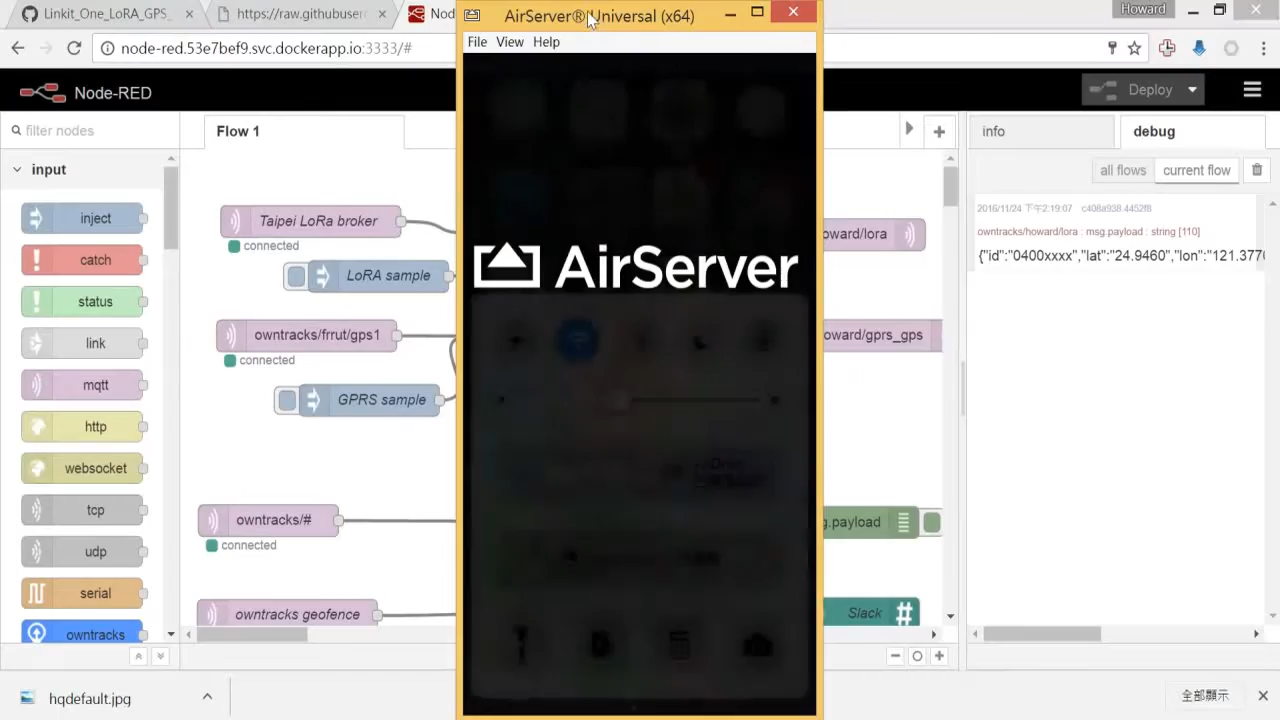 Linkit_one_LoRA_GPS_
https://raw.githubuserc
Nod
AirServer® Universal (x64)
Howard
File View Help
node-red.53e7bef9.svc.dockerapp.io:3333/#
Node-RED
Deploy
filter nodes
Flow 1
info
debug
input
all flows
current flow
inject
catch
status
link
mqtt
http
websocket
tcp
udp
serial
owntracks
Taipei LoRa broker
connected
LoRA sample
owntracks/frrut/gps1
connected
GPRS sample
owntracks/#
connected
owntracks geofence
AirServer
oward/lora
oward/gprs_gps
g.payload
Slack
2016/11/24 下午2:19:07 c408a938.4452f8
owntracks/howard/lora : msg.payload : string [110]
{"id":"0400xxxx","lat":"24.9460","lon":"121.3770
hqdefault.jpg
全部顯示